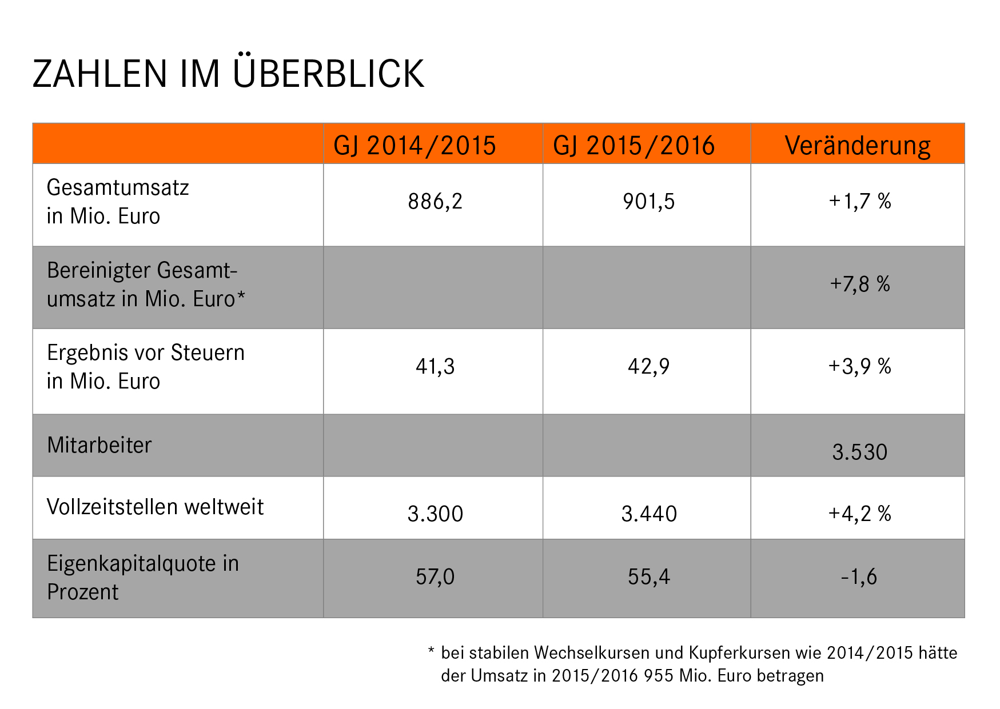 ZAHLEN IM ÜBERBLICK
GJ 2014/2015 GJ 2015/2016 Veränderung
Gesamtumsatz
in Mio. Euro
886,2 901,5 +1,7 %
Bereinigter Gesamt-
umsatz in Mio. Euro*
+7,8 %
Ergebnis vor Steuern
in Mio. Euro
41,3 42,9 +3,9 %
Mitarbeiter 3.530
Vollzeitstellen weltweit 3.300 3.440 +4,2 %
Eigenkapitalquote in
Prozent
57,0 55,4 -1,6
* bei stabilen Wechselkursen und Kupferkursen wie 2014/2015 hätte
der Umsatz in 2015/2016 955 Mio. Euro betragen